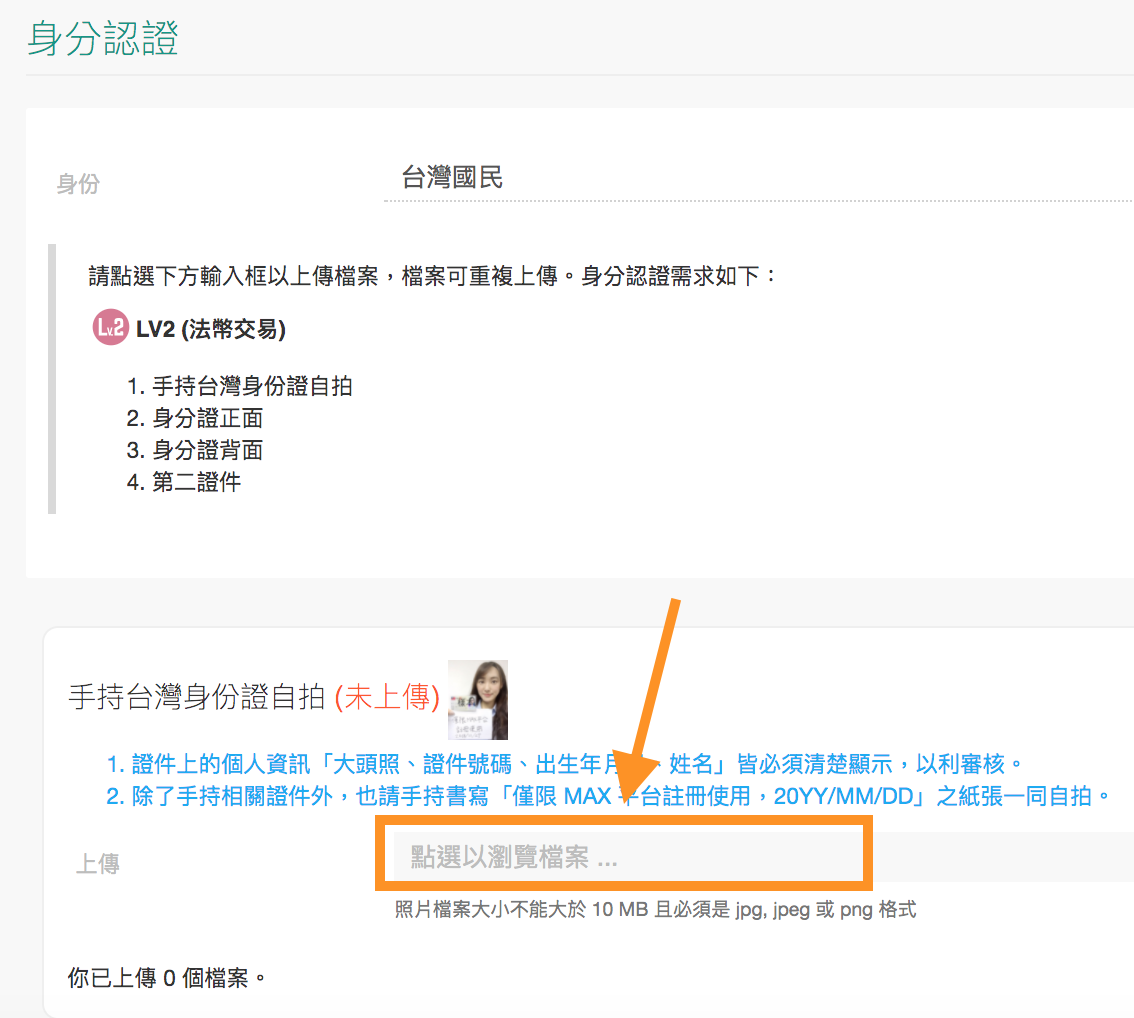 身分認證
身份
台灣國民
請點選下方輸入框以上傳檔案，檔案可重複上傳。身分認證需求如下：
Lv.2 LV2 (法幣交易)
1. 手持台灣身份證自拍
2. 身分證正面
3. 身分證背面
4. 第二證件
手持台灣身份證自拍 (未上傳)
1. 證件上的個人資訊「大頭照、證件號碼、出生年月、姓名」皆必須清楚顯示，以利審核。
2. 除了手持相關證件外，也請手持書寫「僅限 MAX 平台註冊使用，20YY/MM/DD」之紙張一同自拍。
上傳
點選以瀏覽檔案 ...
照片檔案大小不能大於 10 MB 且必須是 jpg, jpeg 或 png 格式
你已上傳 0 個檔案。